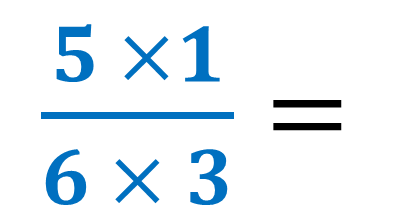 5 ×1
6 × 3
=